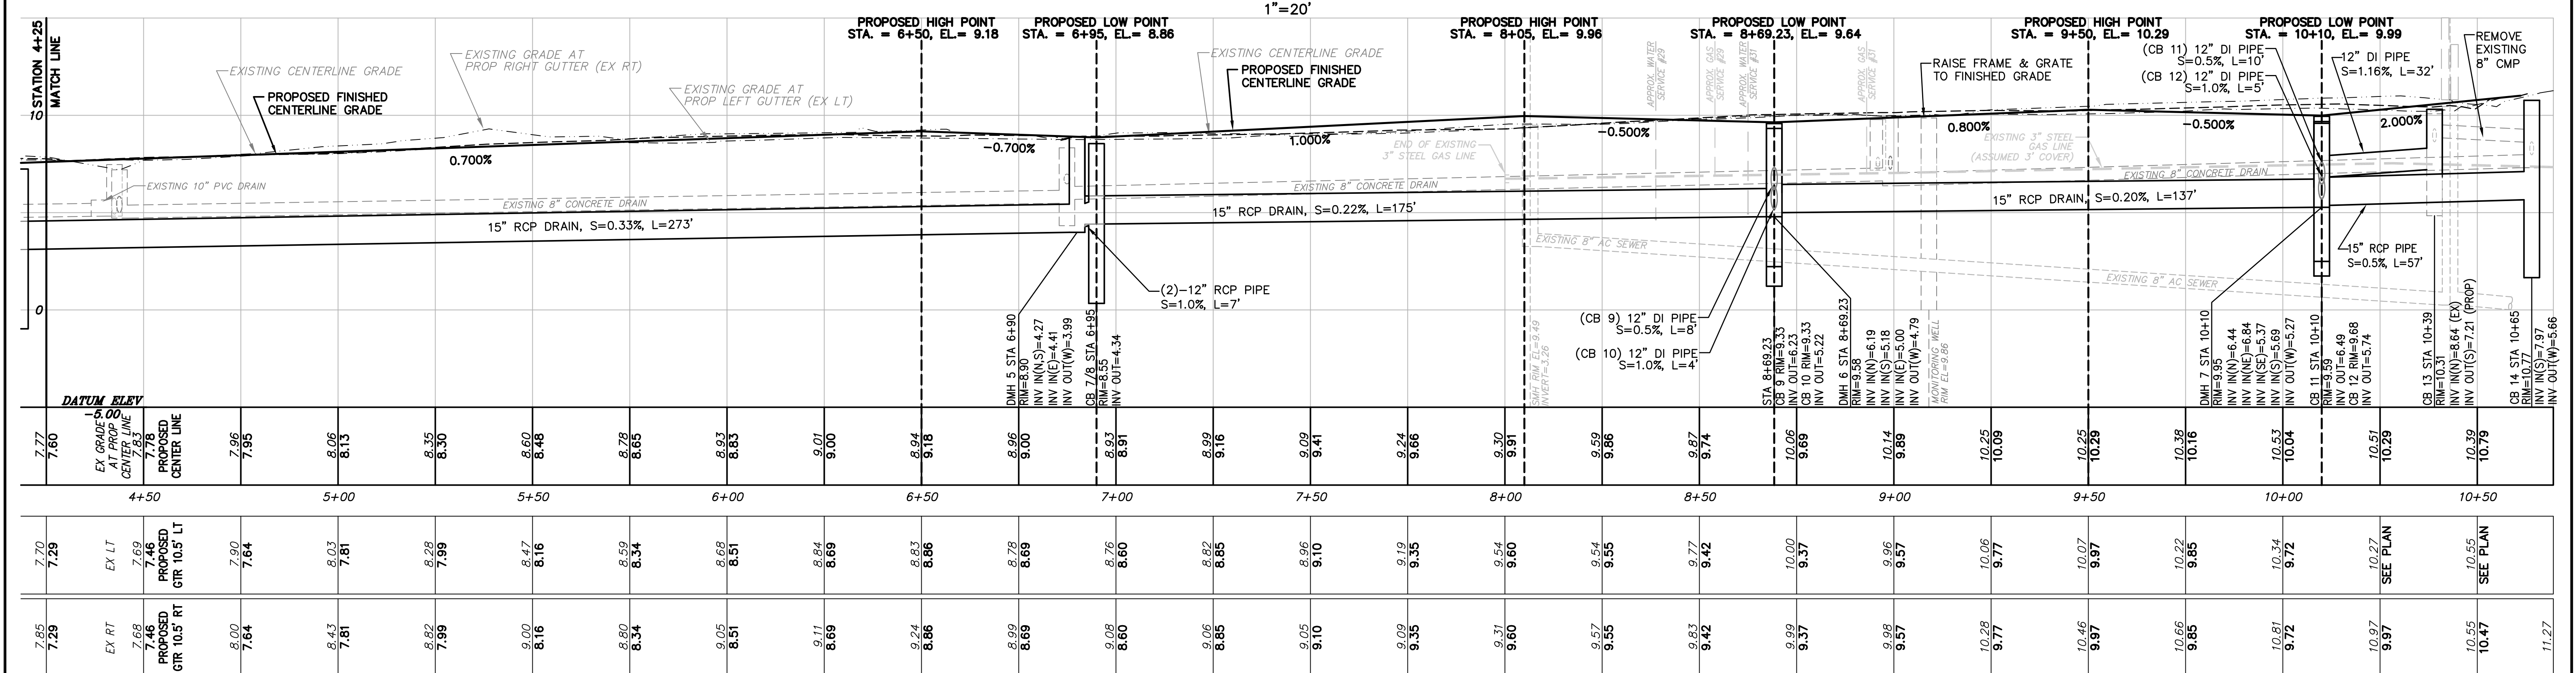 1"=20'
PROPOSED HIGH POINT
STA. = 6+50, EL.= 9.18
PROPOSED LOW POINT
STA. = 6+95, EL.= 8.86
PROPOSED HIGH POINT
STA. = 8+05, EL.= 9.96
PROPOSED LOW POINT
STA. = 8+69.23, EL.= 9.64
PROPOSED HIGH POINT
STA. = 9+50, EL.= 10.29
PROPOSED LOW POINT
STA. = 10+10, EL.= 9.99
STATION 4+25
MATCH LINE
EXISTING CENTERLINE GRADE
PROPOSED FINISHED
CENTERLINE GRADE
EXISTING GRADE AT
PROP RIGHT GUTTER (EX RT)
EXISTING GRADE AT
PROP LEFT GUTTER (EX LT)
EXISTING CENTERLINE GRADE
PROPOSED FINISHED
CENTERLINE GRADE
APPROX. WATER
SERVICE #29
APPROX. GAS
SERVICE #29
APPROX. WATER
SERVICE #31
APPROX. GAS
SERVICE #31
RAISE FRAME & GRATE
TO FINISHED GRADE
(CB 11) 12" DI PIPE
S=0.5%, L=10'
(CB 12) 12" DI PIPE
S=1.0%, L=5'
12" DI PIPE
S=1.16%, L=32'
REMOVE
EXISTING
8" CMP
10
0
0.700%
-0.700%
1.000%
-0.500%
0.800%
-0.500%
2.000%
EXISTING 10" PVC DRAIN
EXISTING 8" CONCRETE DRAIN
15" RCP DRAIN, S=0.33%, L=273'
END OF EXISTING
3" STEEL GAS LINE
EXISTING 8" CONCRETE DRAIN
15" RCP DRAIN, S=0.22%, L=175'
EXISTING 3" STEEL
GAS LINE
(ASSUMED 3' COVER)
EXISTING 8" CONCRETE DRAIN
15" RCP DRAIN, S=0.20%, L=137'
EXISTING 8" AC SEWER
EXISTING 8" AC SEWER
15" RCP PIPE
S=0.5%, L=57'
(2)-12" RCP PIPE
S=1.0%, L=7'
(CB 9) 12" DI PIPE
S=0.5%, L=8'
(CB 10) 12" DI PIPE
S=1.0%, L=4'
DMH 5 STA 6+90
RIM=8.90
INV IN(N,S)=4.27
INV IN(E)=4.41
INV OUT(W)=3.99
CB 7/8 STA 6+95
RIM=8.55
INV OUT=4.34
SMH RIM EL=9.49
INVERT=3.26
STA 8+69.23
CB 9 RIM=9.33
INV OUT=6.23
CB 10 RIM=9.33
INV OUT=5.22
DMH 6 STA 8+69.23
RIM=9.58
INV IN(N)=6.19
INV IN(S)=5.18
INV IN(E)=5.00
INV OUT(W)=4.79
MONITORING WELL
RIM EL=9.86
DMH 7 STA 10+10
RIM=9.95
INV IN(N)=6.44
INV IN(NE)=6.84
INV IN(SE)=5.37
INV IN(S)=5.69
INV OUT(W)=5.27
CB 11 STA 10+10
RIM=9.59
INV OUT=6.49
CB 12 RIM=9.68
INV OUT=5.74
CB 13 STA 10+39
RIM=10.31
INV IN(N)=8.64 (EX)
INV OUT(S)=7.21 (PROP)
CB 14 STA 10+65
RIM=10.77
INV IN(S)=7.97
INV OUT(W)=5.66
DATUM ELEV
-5.00
7.77
7.60
EX GRADE
AT PROP
CENTER LINE
7.83
7.78
PROPOSED
CENTER LINE
7.96
7.95
8.06
8.13
8.35
8.30
8.60
8.48
8.78
8.65
8.93
8.83
9.01
9.00
8.94
9.18
8.96
9.00
8.93
8.91
8.99
9.16
9.09
9.41
9.24
9.66
9.30
9.91
9.59
9.86
9.87
9.74
10.06
9.69
10.14
9.89
10.25
10.09
10.25
10.29
10.38
10.16
10.53
10.04
10.51
10.29
10.39
10.79
4+50 5+00 5+50 6+00 6+50 7+00 7+50 8+00 8+50 9+00 9+50 10+00 10+50
7.70
7.29
EX LT
7.69
7.46
PROPOSED
GTR 10.5' LT
7.90
7.64
8.03
7.81
8.28
7.99
8.47
8.16
8.59
8.34
8.68
8.51
8.84
8.69
8.83
8.86
8.78
8.69
8.76
8.60
8.82
8.85
8.96
9.10
9.19
9.35
9.54
9.60
9.54
9.55
9.77
9.42
10.00
9.37
9.96
9.57
10.06
9.77
10.07
9.97
10.22
9.85
10.34
9.72
10.27
SEE PLAN
10.55
SEE PLAN
7.85
7.29
EX RT
7.68
7.46
PROPOSED
GTR 10.5' RT
8.00
7.64
8.43
7.81
8.82
7.99
9.00
8.16
8.80
8.34
9.05
8.51
9.11
8.69
9.24
8.86
8.99
8.69
9.08
8.60
9.06
8.85
9.05
9.10
9.09
9.35
9.31
9.60
9.57
9.55
9.83
9.42
9.99
9.37
9.98
9.57
10.28
9.77
10.46
9.97
10.66
9.85
10.81
9.72
10.97
9.97
10.55
10.47
11.27